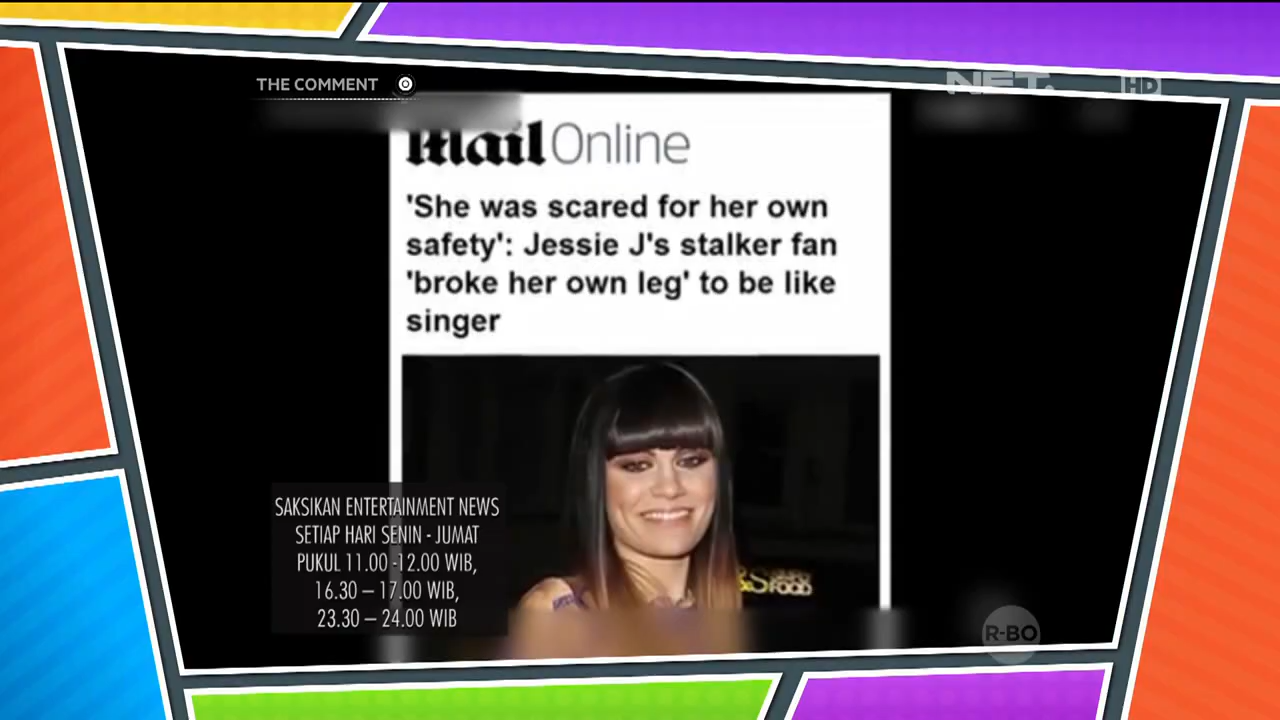 THE COMMENT
NET.
HD
Mail Online
'She was scared for her own
safety': Jessie J's stalker fan
'broke her own leg' to be like
singer
SAKSIKAN ENTERTAINMENT NEWS
SETIAP HARI SENIN - JUMAT
PUKUL 11.00 -12.00 WIB,
16.30 – 17.00 WIB,
23.30 – 24.00 WIB
FOOD
R-BO